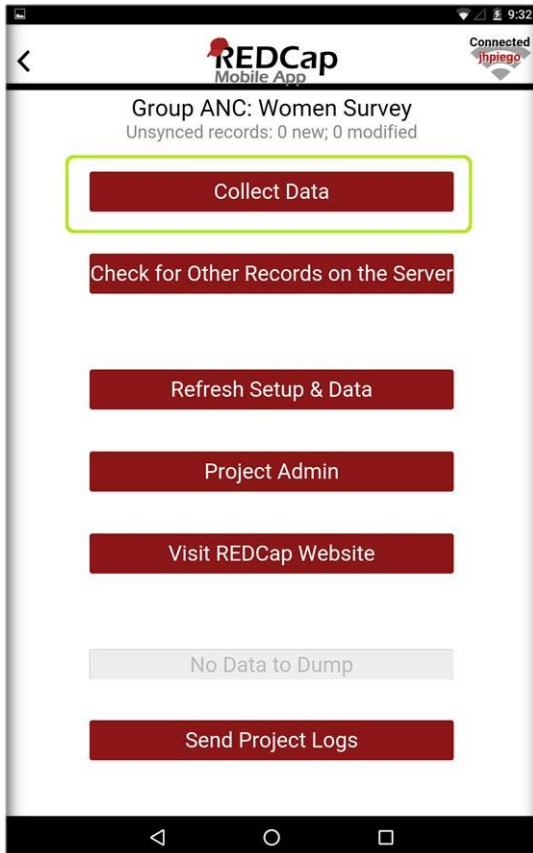 9:32
REDCap
Mobile App
Connected
jhpiego
Group ANC: Women Survey
Unsynced records: 0 new; 0 modified
Collect Data
Check for Other Records on the Server
Refresh Setup & Data
Project Admin
Visit REDCap Website
No Data to Dump
Send Project Logs